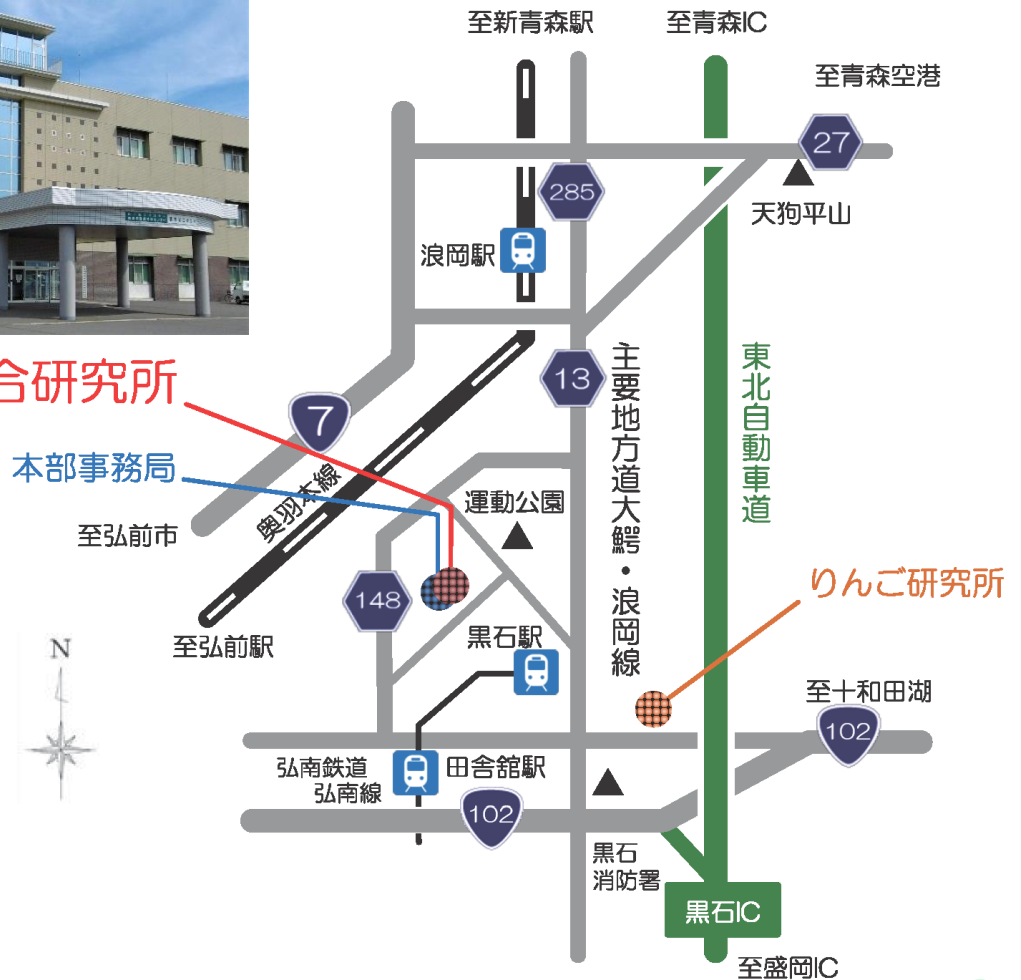 至新青森駅
至青森IC
至青森空港
27
285
天狗平山
浪岡駅
合研究所
13
主要地方道大鰐・浪岡線
東北自動車道
7
本部事務局
奥羽本線
運動公園
至弘前市
りんご研究所
148
黒石駅
至弘前駅
N
至十和田湖
102
弘南鉄道
弘南線
田舎舘駅
102
黒石
消防署
黒石IC
至盛岡IC